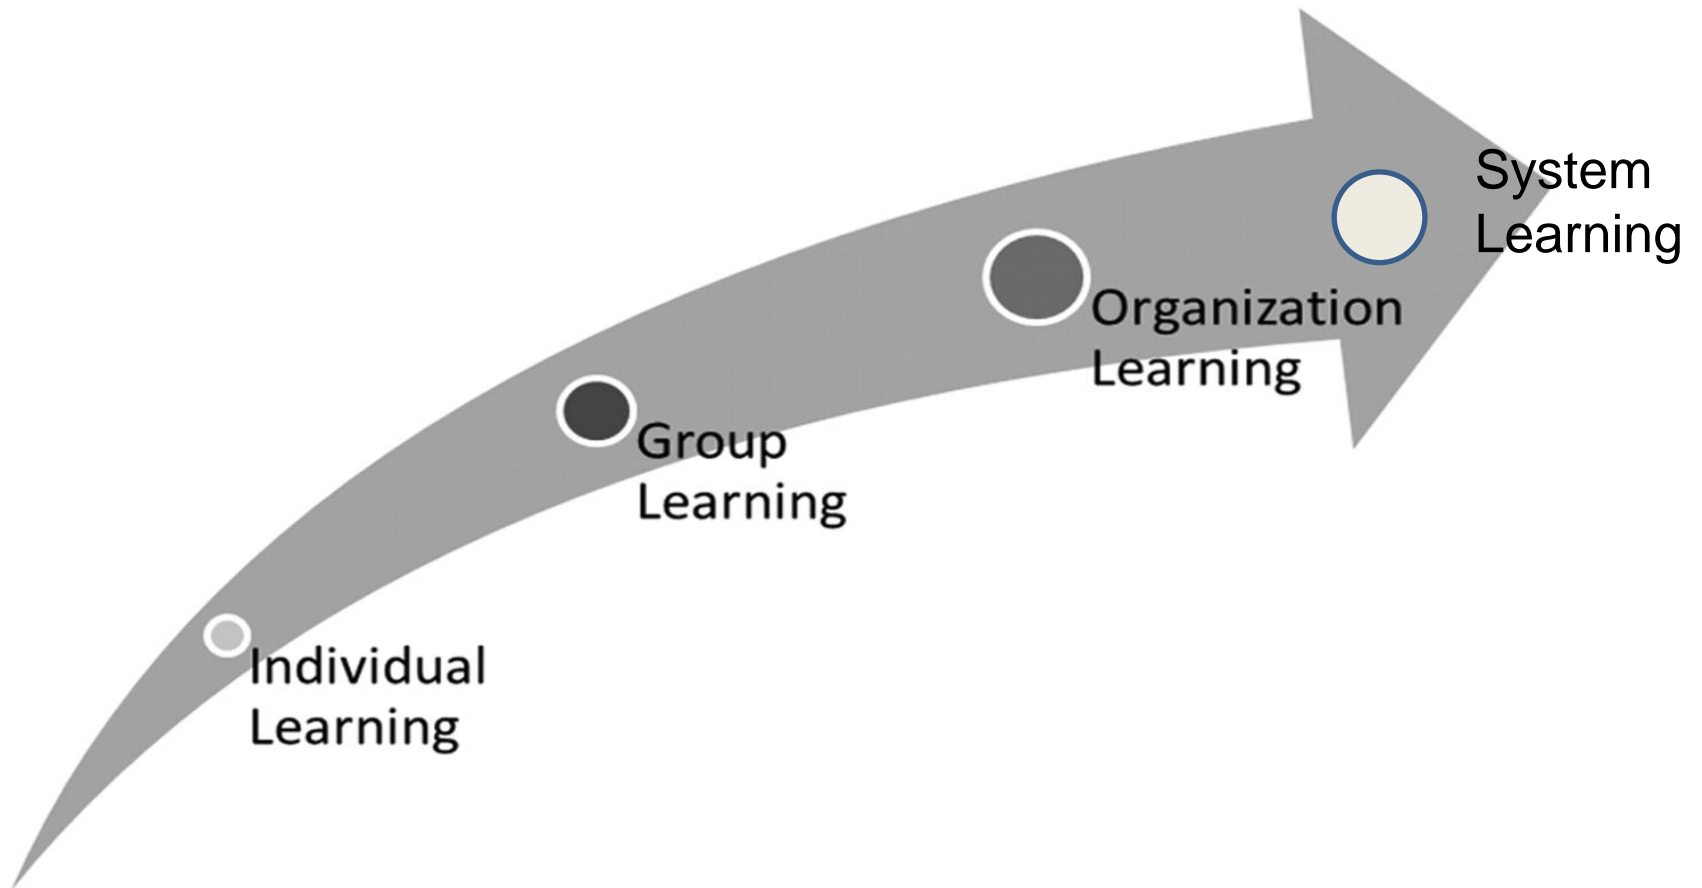 System
Learning
Organization
Learning
Group
Learning
Individual
Learning